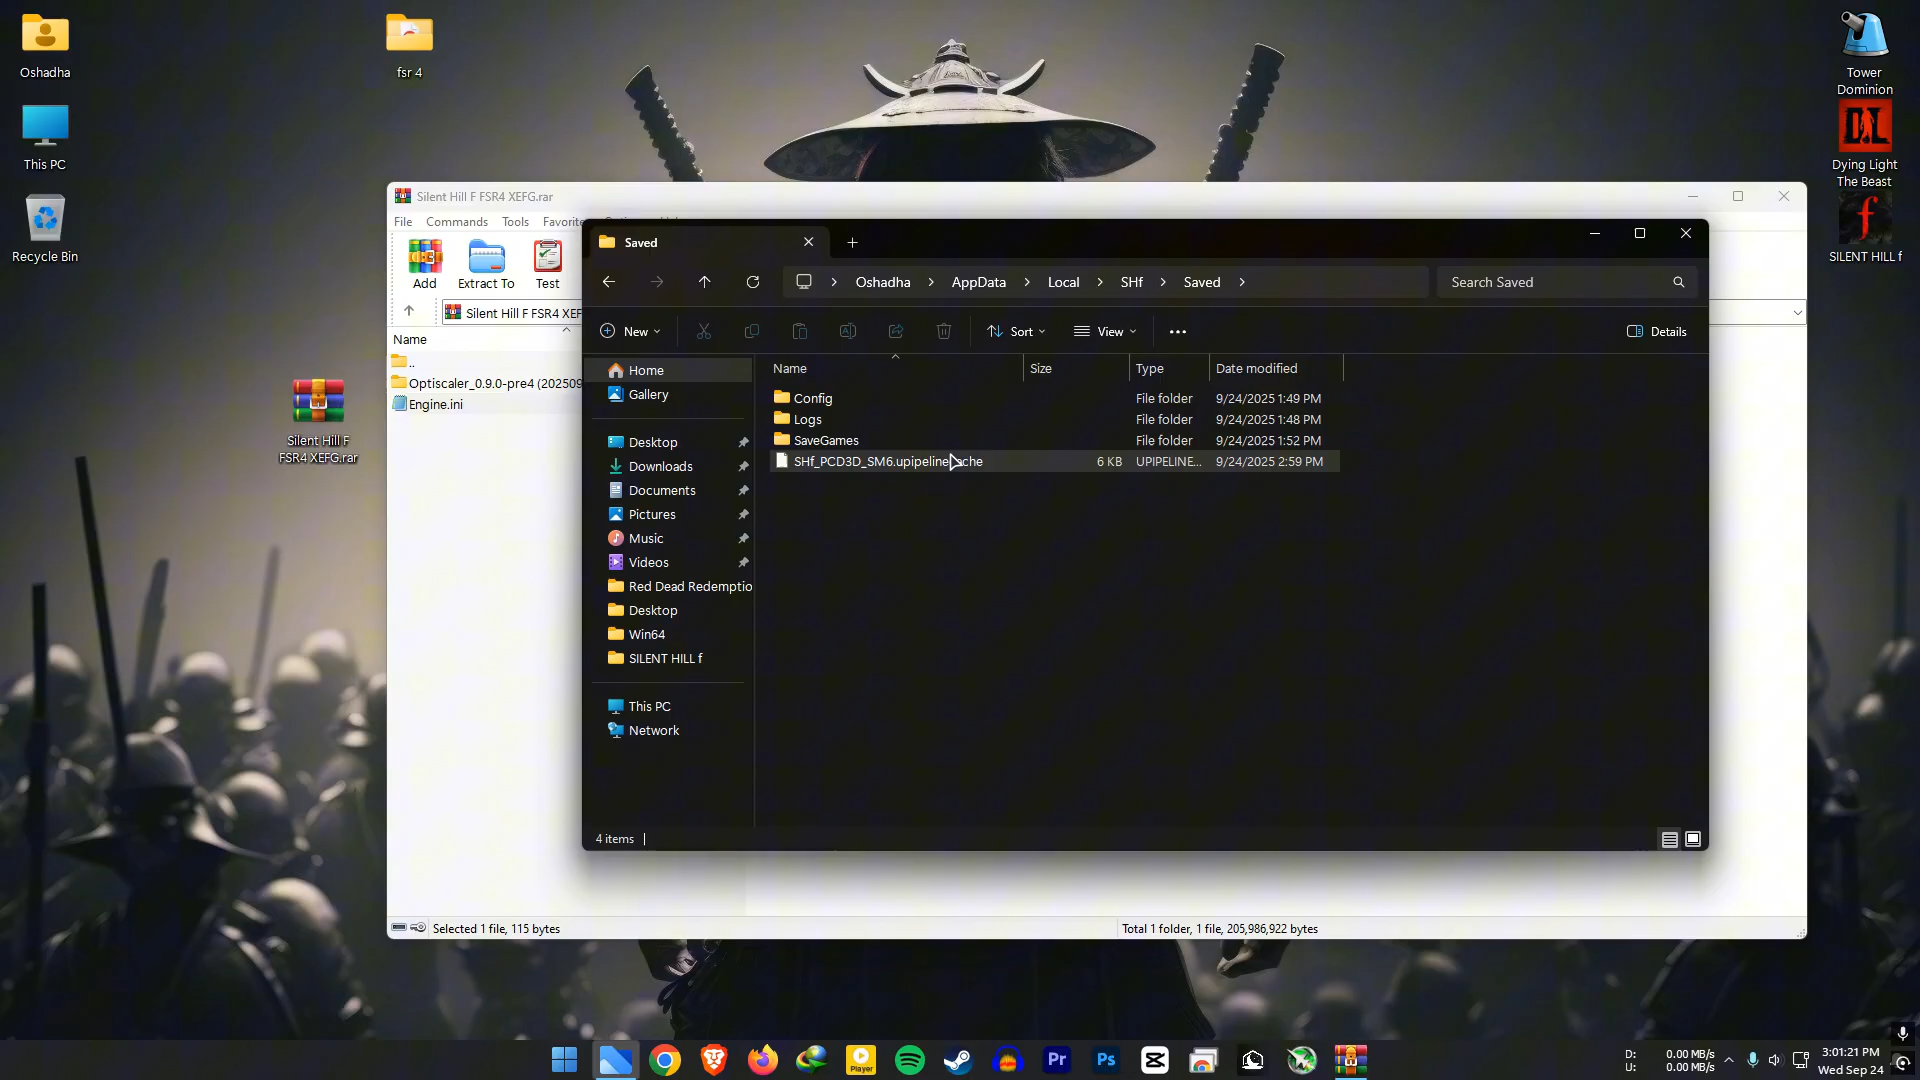 Oshadha
This PC
Recycle Bin
fsr 4
Tower
Dominion
DL
Dying Light
The Beast
f
SILENT HILL f
Silent Hill F
FSR4 XEFG.rar
Silent Hill F FSR4 XEFG.rar
File Commands Tools Favorite
Add Extract To Test
Silent Hill F FSR4 XEF
Name
..
Optiscaler_0.9.0-pre4 (202509
Engine.ini
Selected 1 file, 115 bytes
Total 1 folder, 1 file, 205,986,922 bytes
Saved
Oshadha > AppData > Local > SHf > Saved >
Search Saved
New Sort View ... Details
Home
Gallery
Desktop
Downloads
Documents
Pictures
Music
Videos
Red Dead Redemptio
Desktop
Win64
SILENT HILL f
This PC
Network
Name Size Type Date modified
Config File folder 9/24/2025 1:49 PM
Logs File folder 9/24/2025 1:48 PM
SaveGames File folder 9/24/2025 1:52 PM
SHf_PCD3D_SM6.upipelinecache 6 KB UPIPELINE... 9/24/2025 2:59 PM
4 items
Player
Pr
Ps
D: 0.00 MB/s
U: 0.00 MB/s
3:01:21 PM
Wed Sep 24